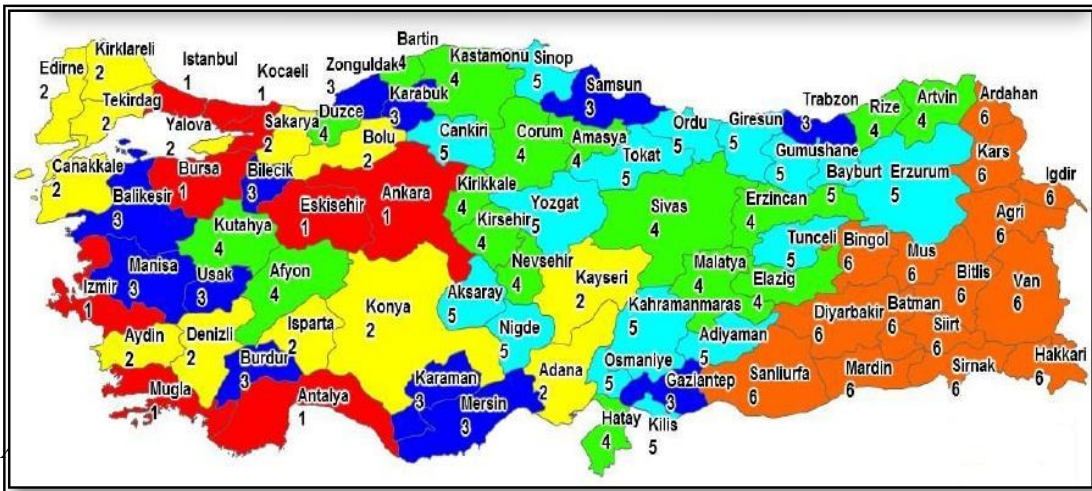 Edirne
2
Kirklareli
2
Tekirdag
2
Istanbul
1
Kocaeli
1
Yalova
2
Sakarya
2
Duzce
4
Zonguldak
3
Bartin
4
Karabuk
3
Kastamonu
4
Sinop
5
Samsun
3
Bolu
2
Cankiri
5
Corum
4
Amasya
4
Tokat
5
Ordu
5
Giresun
5
Trabzon
3
Gumushane
5
Rize
4
Artvin
4
Ardahan
6
Kars
6
Igdir
6
Bayburt
5
Erzurum
5
Agri
6
Canakkale
2
Balikesir
3
Bursa
1
Bilecik
3
Eskisehir
1
Ankara
1
Kirikkale
4
Kirsehir
4
Yozgat
5
Sivas
4
Erzincan
4
Tunceli
5
Bingol
6
Mus
6
Bitlis
6
Van
6
Kutahya
4
Manisa
3
Usak
3
Afyon
4
Izmir
1
Aydin
2
Denizli
2
Isparta
2
Burdur
3
Konya
2
Aksaray
5
Nevsehir
4
Nigde
5
Kayseri
2
Malatya
4
Elazig
4
Kahramanmaras
5
Adiyaman
5
Diyarbakir
6
Batman
6
Siirt
6
Sirnak
6
Hakkari
6
Mugla
1
Antalya
1
Karaman
3
Mersin
3
Adana
2
Osmaniye
5
Gaziantep
3
Kilis
5
Hatay
4
Sanliurfa
6
Mardin
6